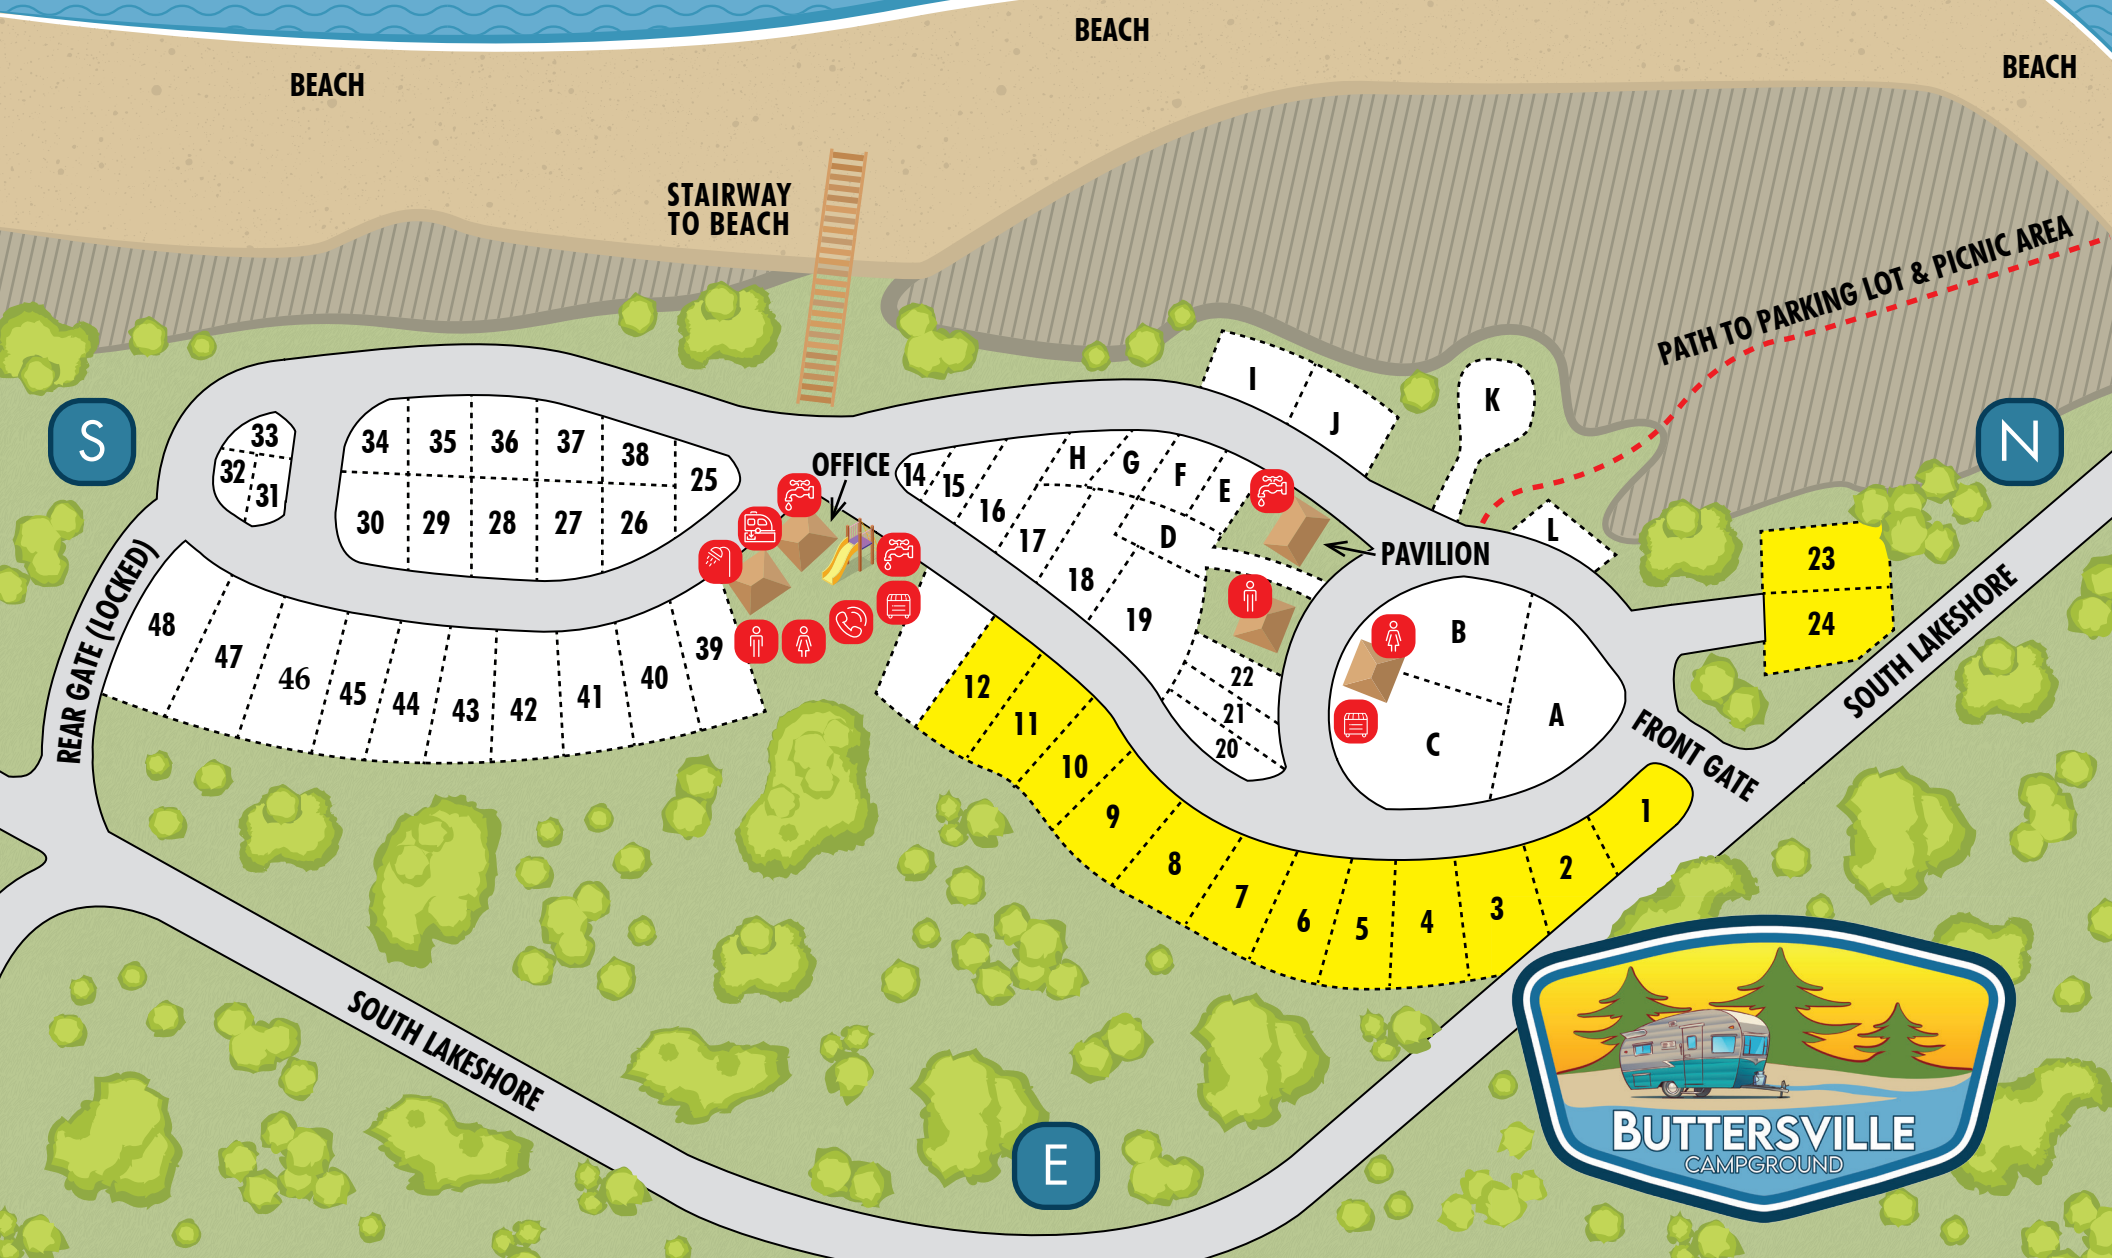 BEACH
BEACH
BEACH
STAIRWAY
TO BEACH
PATH TO PARKING LOT & PICNIC AREA
S
N
I
J
K
L
33
32
31
34
35
36
37
38
25
30
29
28
27
26
OFFICE
14
15
16
17
18
19
H
G
F
E
D
PAVILION
22
21
20
B
A
C
23
24
REAR GATE (LOCKED)
48
47
46
45
44
43
42
41
40
39
12
11
10
9
8
7
6
5
4
3
2
1
FRONT GATE
SOUTH LAKESHORE
SOUTH LAKESHORE
E
BUTTERSVILLE
CAMPGROUND